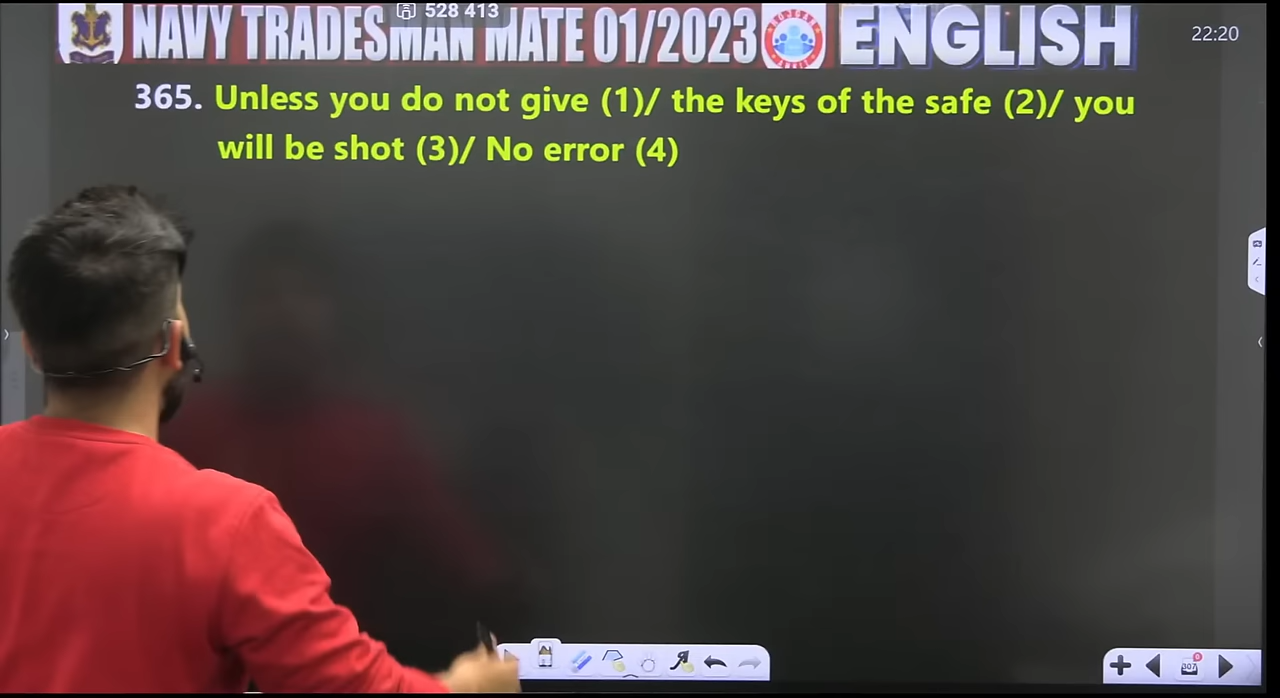 528 413
NAVY TRADESMAN MATE 01/2023 ENGLISH
22:20
365. Unless you do not give (1)/ the keys of the safe (2)/ you
will be shot (3)/ No error (4)
307